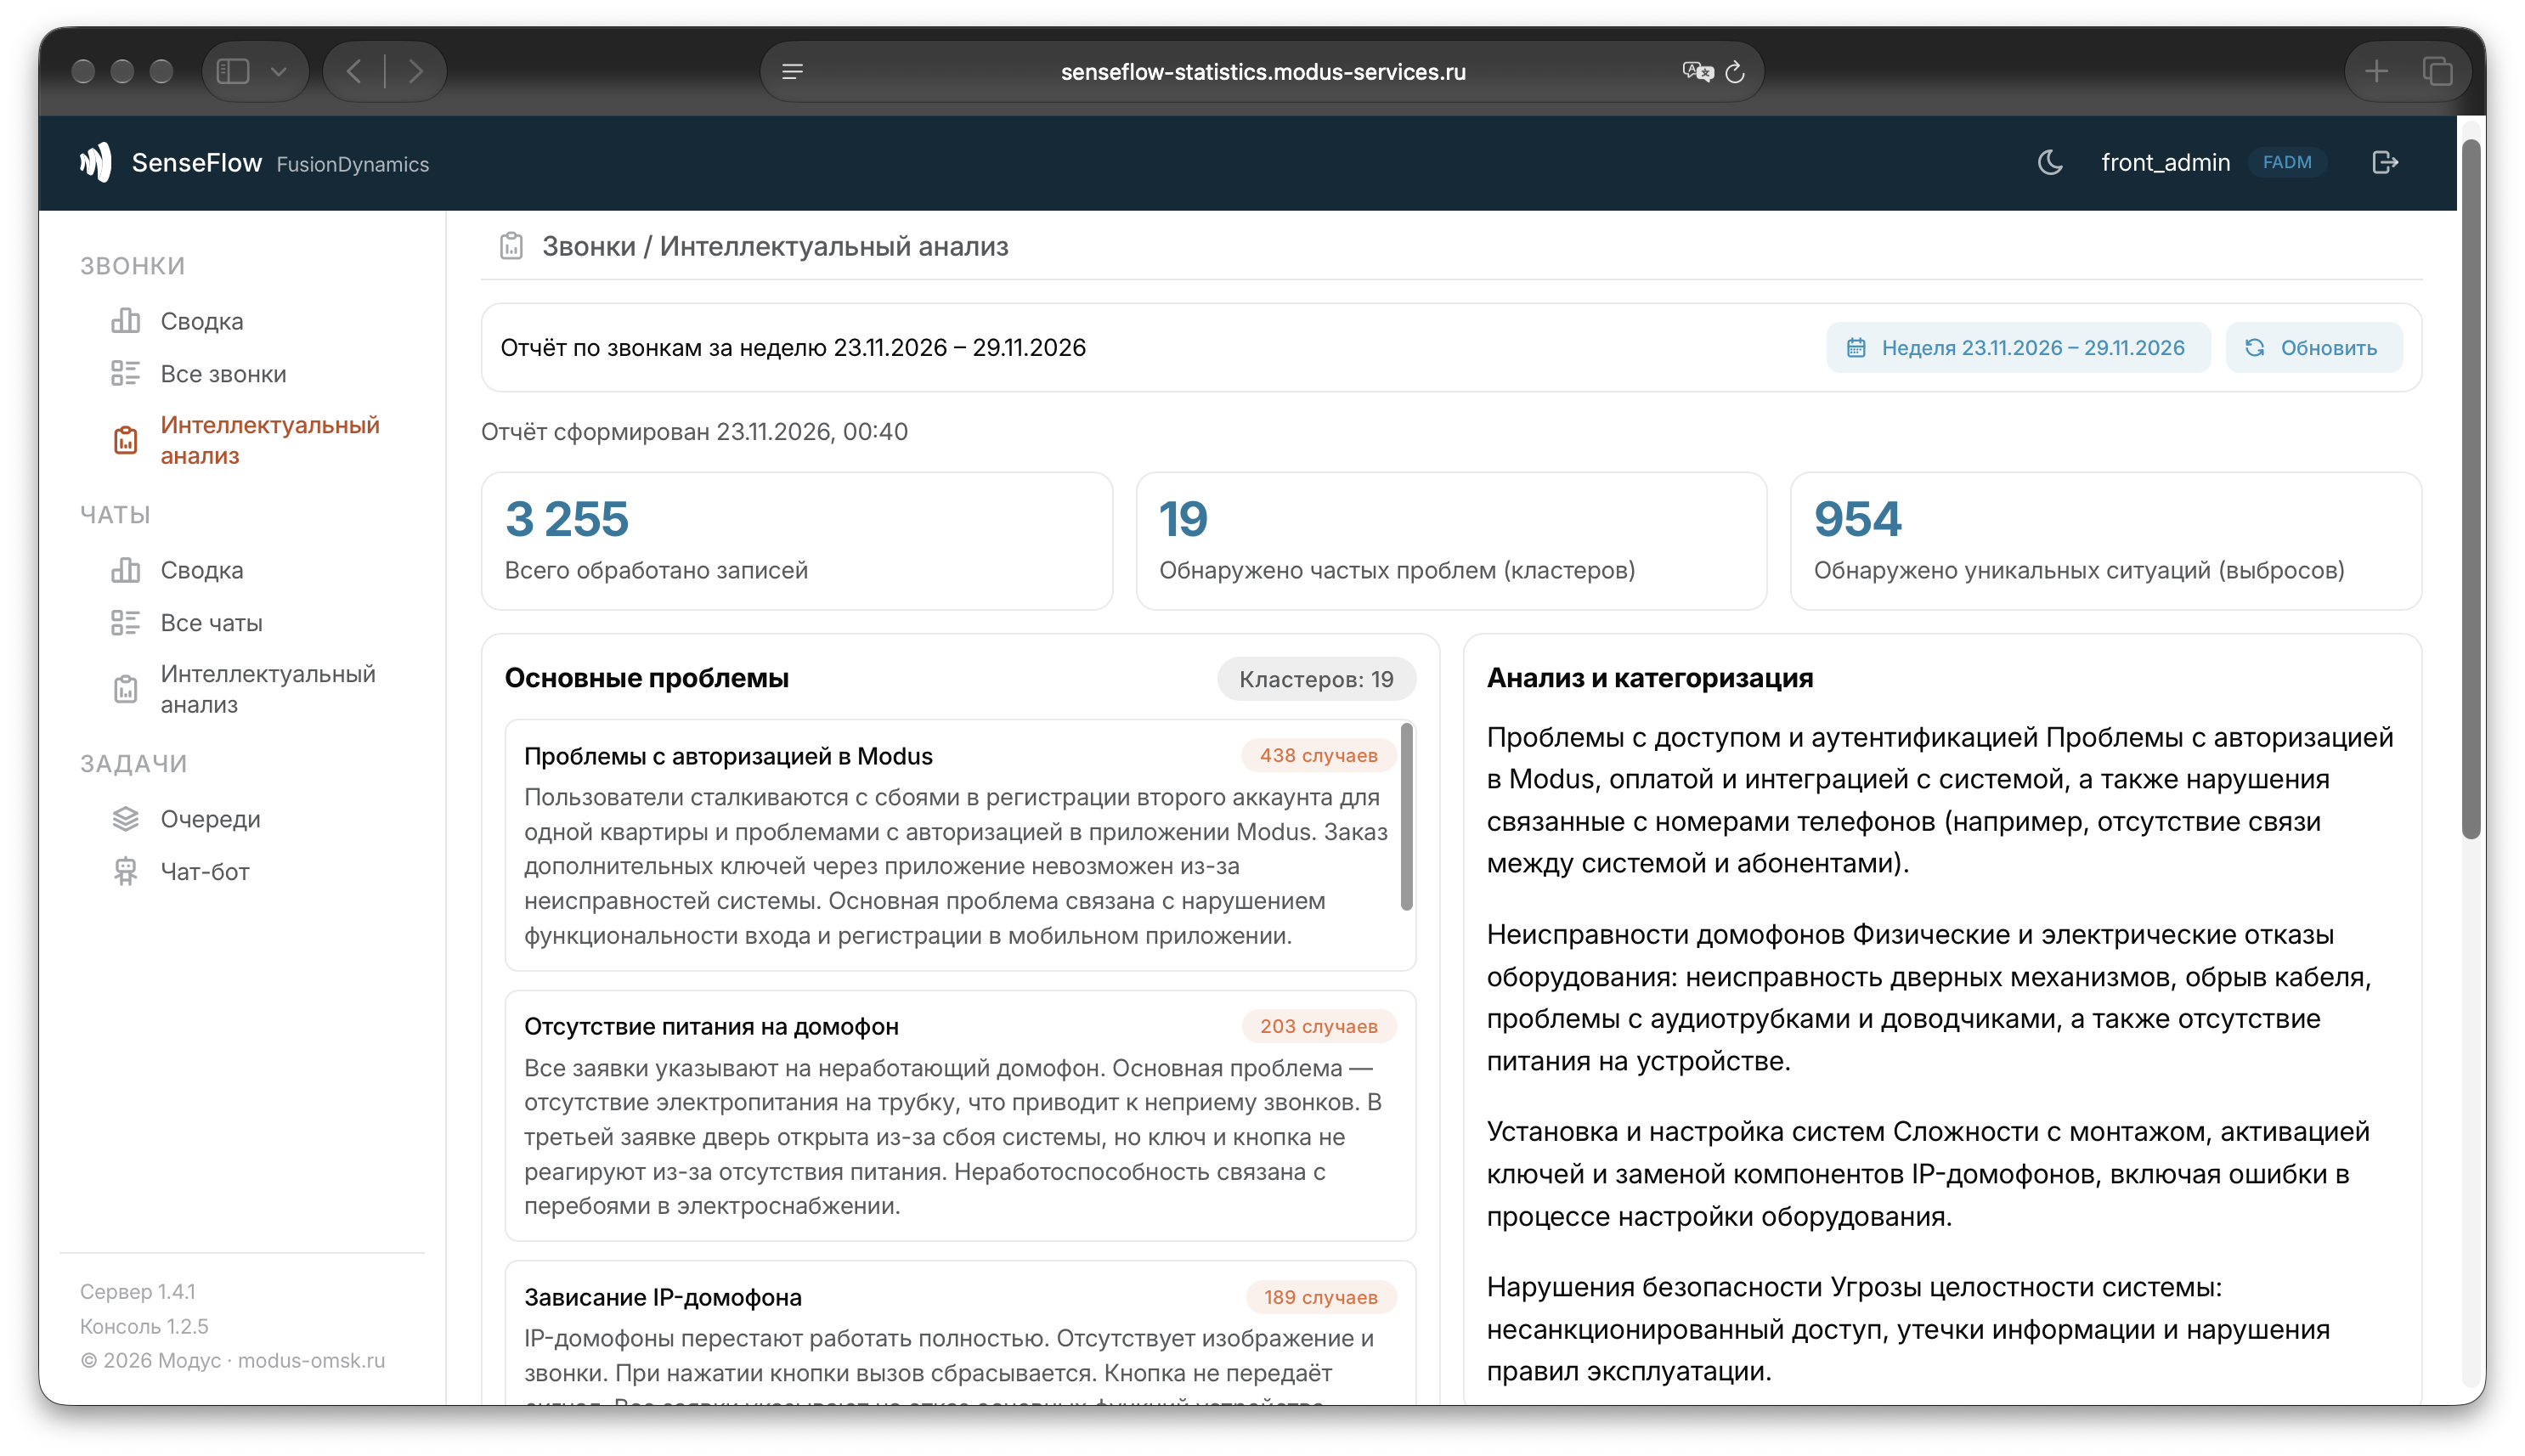 senseflow-statistics.modus-services.ru
SenseFlow FusionDynamics
front_admin FADM
ЗВОНКИ
Сводка
Все звонки
Интеллектуальный
анализ
ЧАТЫ
Сводка
Все чаты
Интеллектуальный
анализ
ЗАДАЧИ
Очереди
Чат-бот
Сервер 1.4.1
Консоль 1.2.5
© 2026 Модус · modus-omsk.ru
Звонки / Интеллектуальный анализ
Отчёт по звонкам за неделю 23.11.2026 – 29.11.2026
Неделя 23.11.2026 – 29.11.2026
Обновить
Отчёт сформирован 23.11.2026, 00:40
3 255
Всего обработано записей
19
Обнаружено частых проблем (кластеров)
954
Обнаружено уникальных ситуаций (выбросов)
Основные проблемы
Кластеров: 19
Проблемы с авторизацией в Modus
438 случаев
Пользователи сталкиваются с сбоями в регистрации второго аккаунта для
одной квартиры и проблемами с авторизацией в приложении Modus. Заказ
дополнительных ключей через приложение невозможен из-за
неисправностей системы. Основная проблема связана с нарушением
функциональности входа и регистрации в мобильном приложении.
Отсутствие питания на домофон
203 случаев
Все заявки указывают на неработающий домофон. Основная проблема —
отсутствие электропитания на трубку, что приводит к неприему звонков. В
третьей заявке дверь открыта из-за сбоя системы, но ключ и кнопка не
реагируют из-за отсутствия питания. Неработоспособность связана с
перебоями в электроснабжении.
Зависание IP-домофона
189 случаев
IP-домофоны перестают работать полностью. Отсутствует изображение и
звонки. При нажатии кнопки вызов сбрасывается. Кнопка не передаёт
Анализ и категоризация
Проблемы с доступом и аутентификацией Проблемы с авторизацией
в Modus, оплатой и интеграцией с системой, а также нарушения
связанные с номерами телефонов (например, отсутствие связи
между системой и абонентами).
Неисправности домофонов Физические и электрические отказы
оборудования: неисправность дверных механизмов, обрыв кабеля,
проблемы с аудиотрубками и доводчиками, а также отсутствие
питания на устройстве.
Установка и настройка систем Сложности с монтажом, активацией
ключей и заменой компонентов IP-домофонов, включая ошибки в
процессе настройки оборудования.
Нарушения безопасности Угрозы целостности системы:
несанкционированный доступ, утечки информации и нарушения
правил эксплуатации.